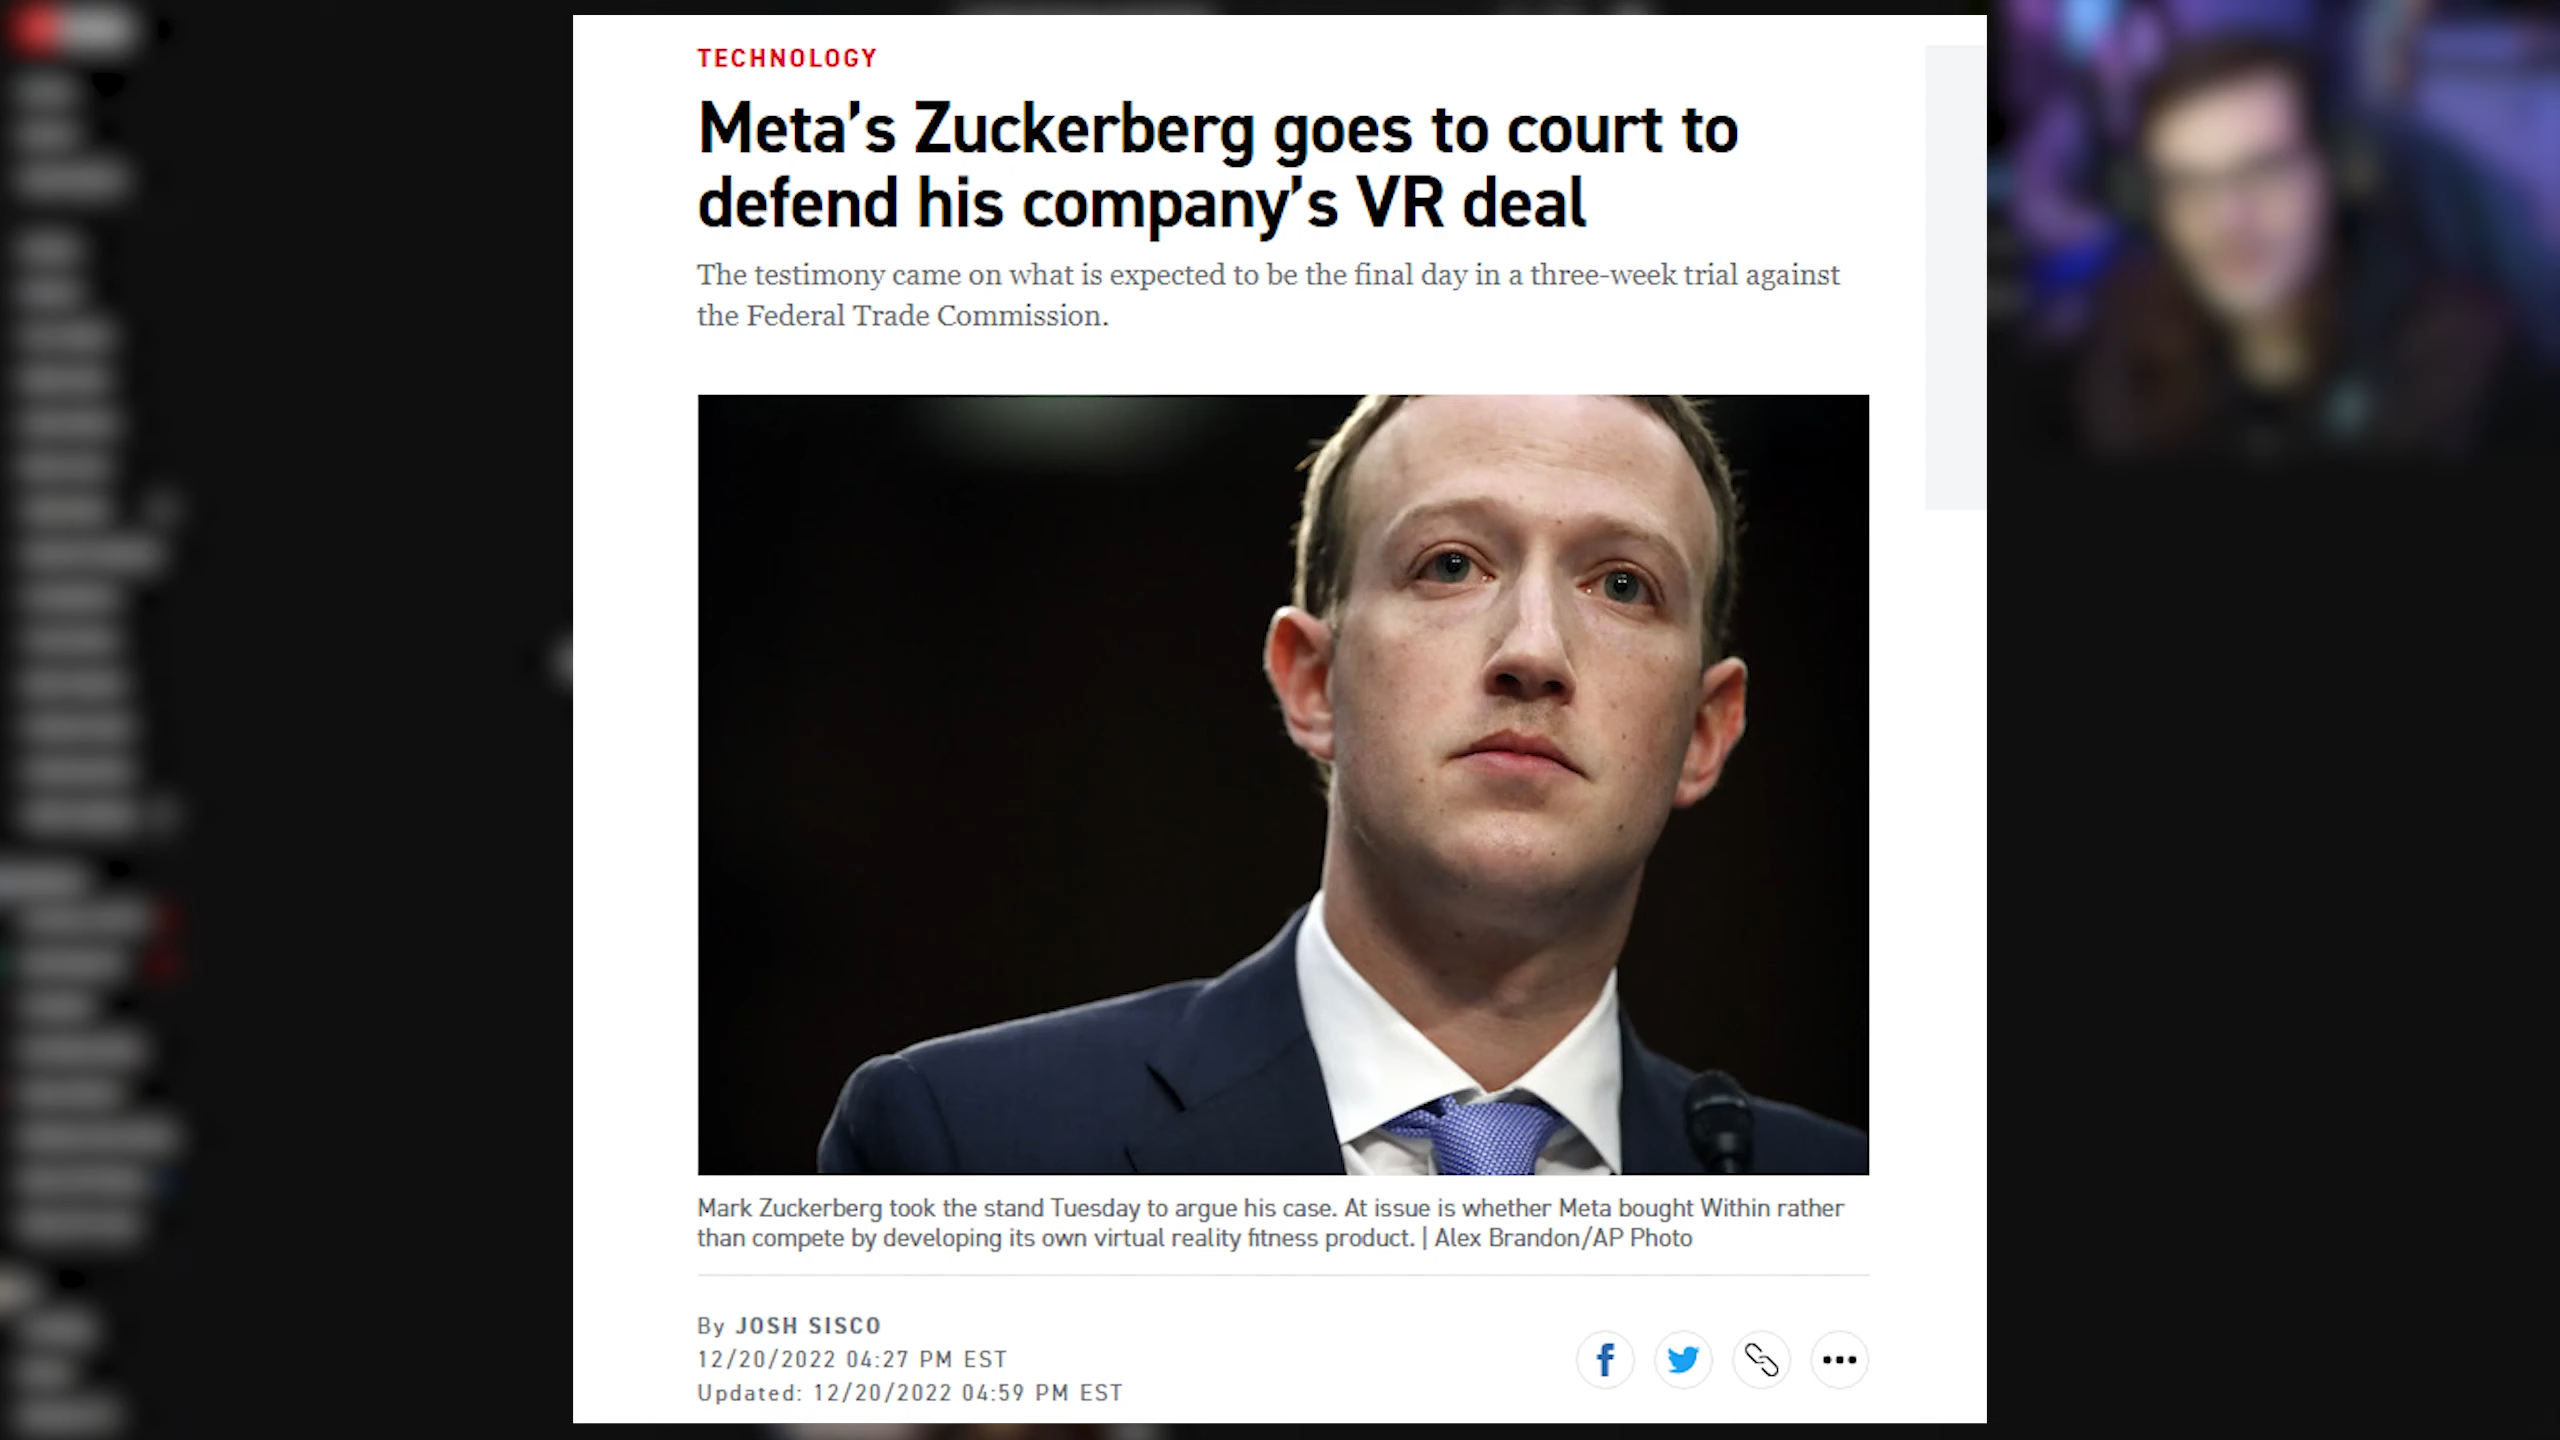 TECHNOLOGY
Meta’s Zuckerberg goes to court to
defend his company’s VR deal
The testimony came on what is expected to be the final day in a three-week trial against
the Federal Trade Commission.
Mark Zuckerberg took the stand Tuesday to argue his case. At issue is whether Meta bought Within rather
than compete by developing its own virtual reality fitness product. | Alex Brandon/AP Photo
By JOSH SISCO
12/20/2022 04:27 PM EST
Updated: 12/20/2022 04:59 PM EST